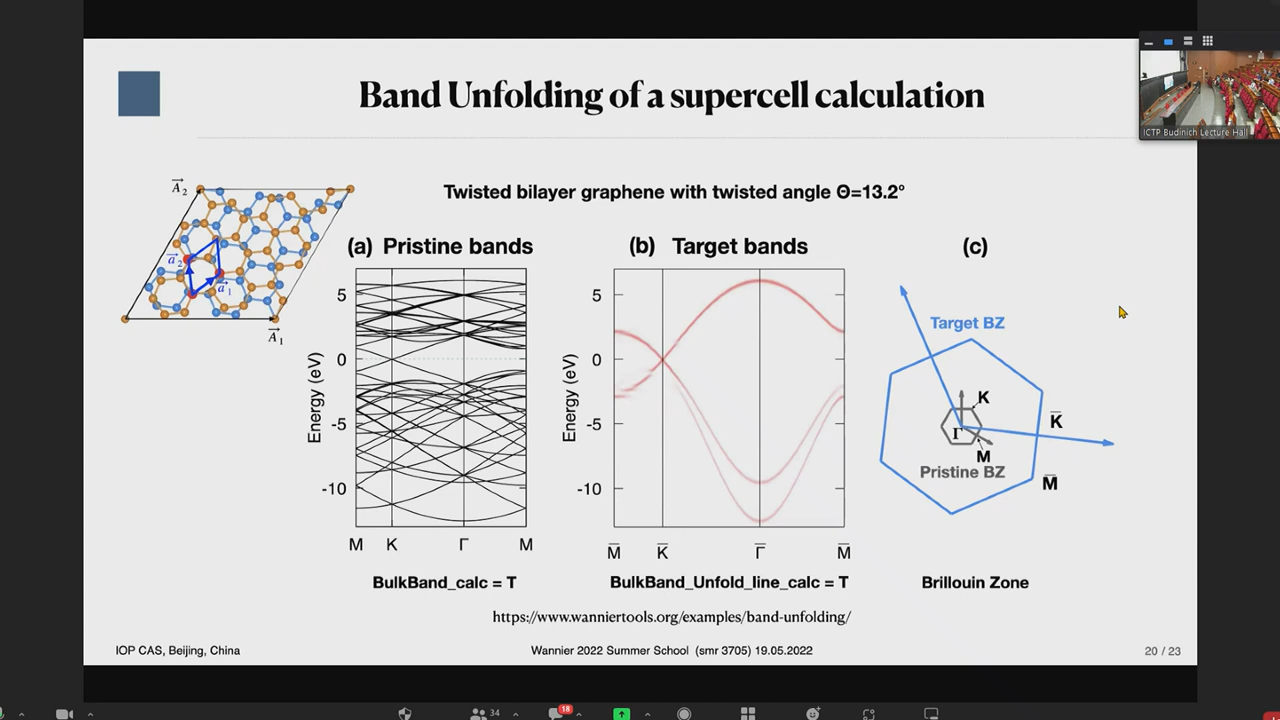 Band Unfolding of a supercell calculation
ICTP Budinich Lecture Hall
Twisted bilayer graphene with twisted angle Θ=13.2°
A₂
a₂
a₁
A₁
(a) Pristine bands
Energy (eV)
5
0
-5
-10
M K Γ M
BulkBand_calc = T
(b) Target bands
Energy (eV)
5
0
-5
-10
M̅ K̅ Γ̅ M̅
BulkBand_Unfold_line_calc = T
(c)
Target BZ
K
K̅
Γ
M
Pristine BZ
M̅
Brillouin Zone
https://www.wanniertools.org/examples/band-unfolding/
IOP CAS, Beijing, China
Wannier 2022 Summer School (smr 3705) 19.05.2022
20 / 23
34
18